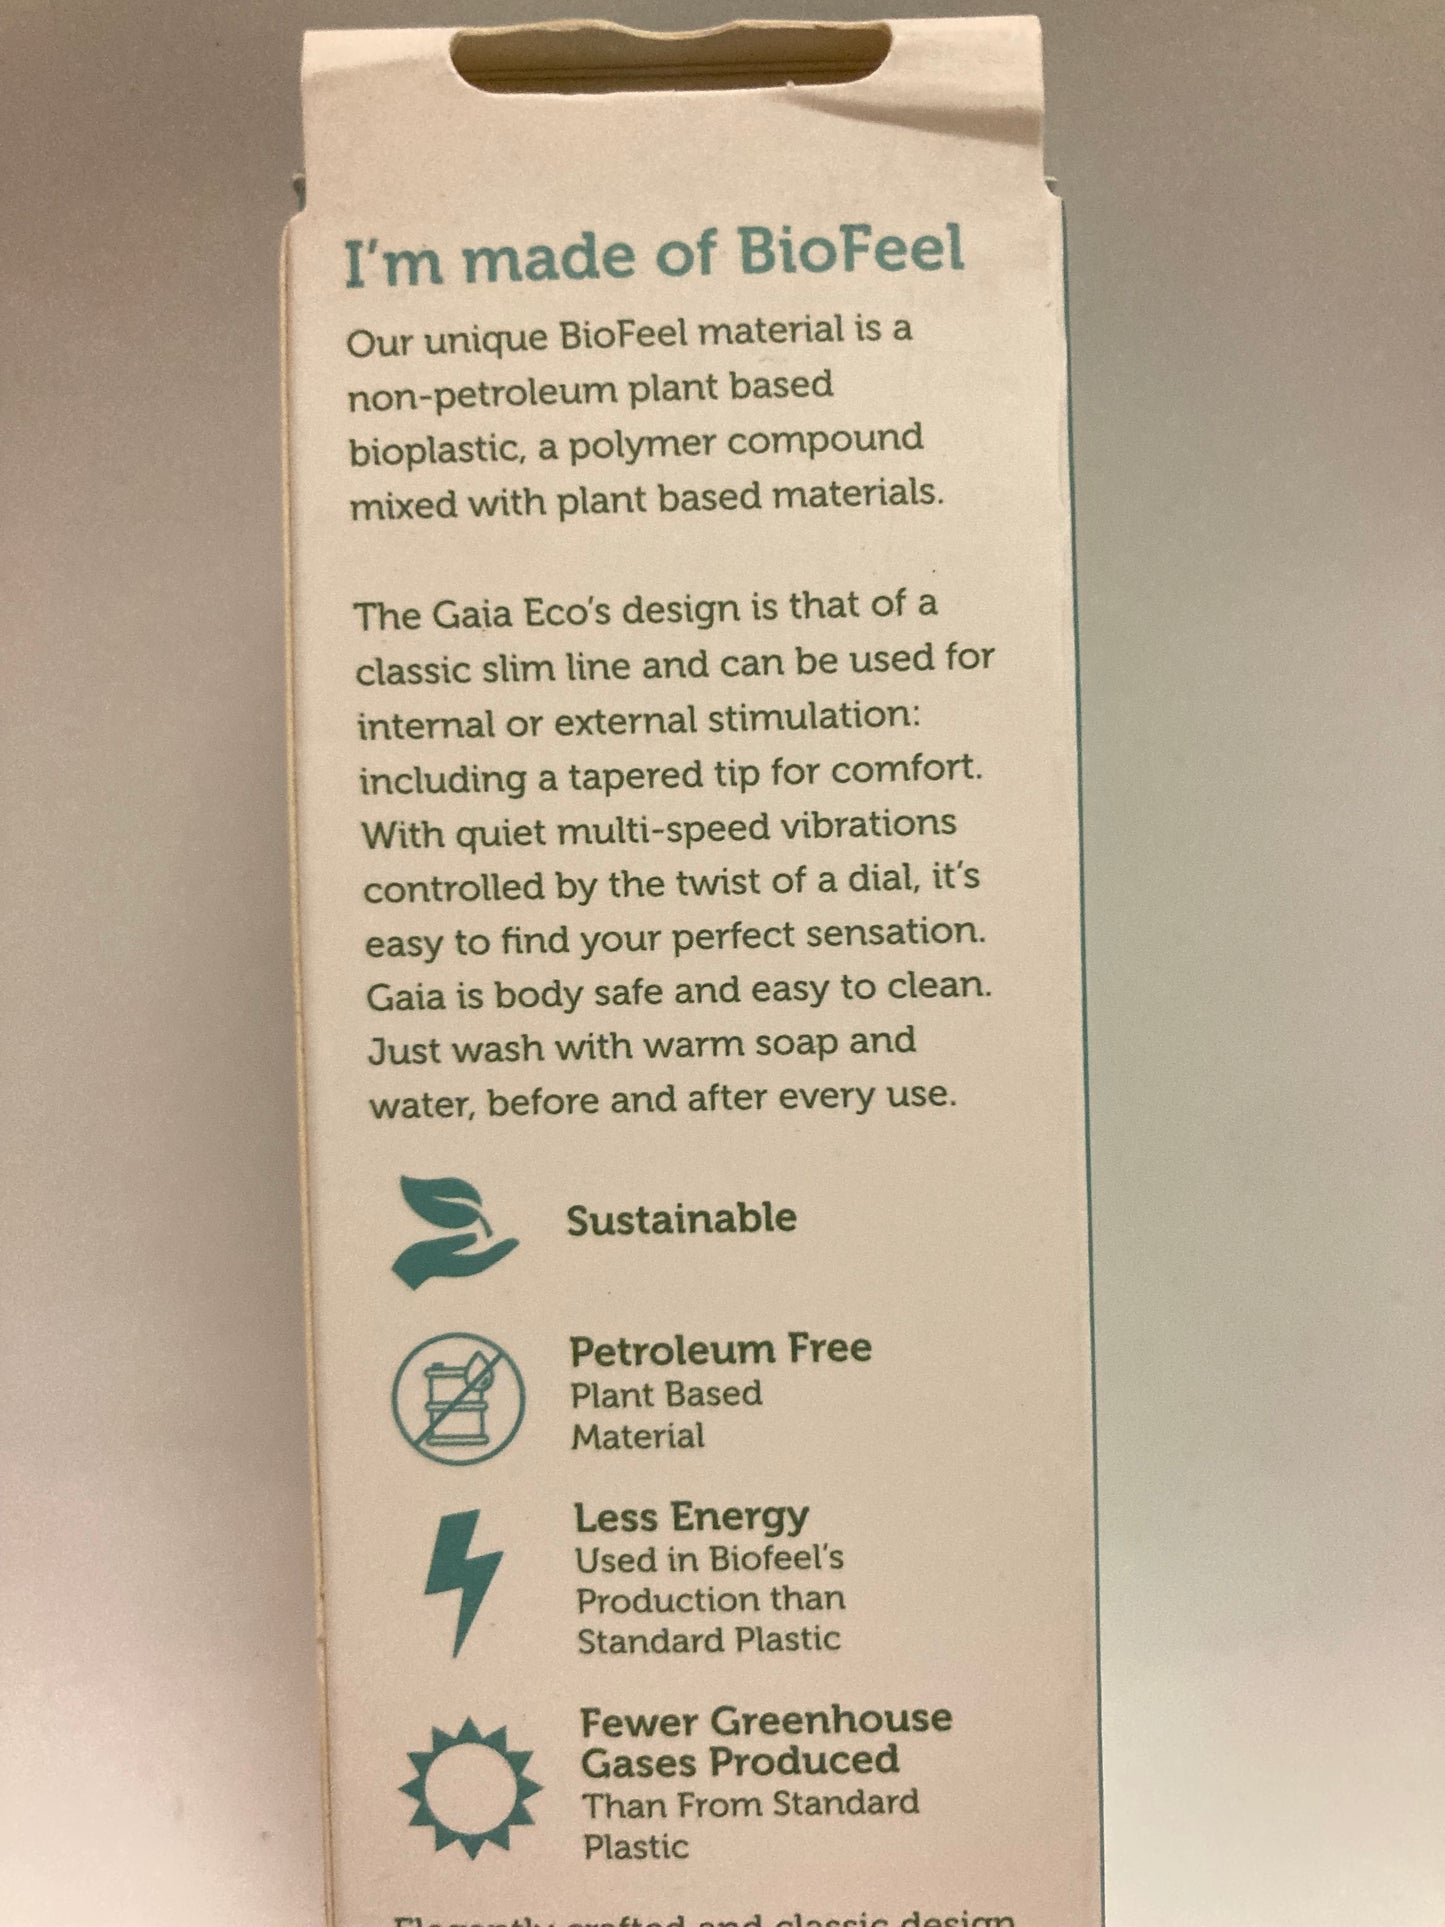 I'm made of BioFeel
Our unique BioFeel material is a
non-petroleum plant based
bioplastic, a polymer compound
mixed with plant based materials.
The Gaia Eco's design is that of a
classic slim line and can be used for
internal or external stimulation:
including a tapered tip for comfort.
With quiet multi-speed vibrations
controlled by the twist of a dial, it's
easy to find your perfect sensation.
Gaia is body safe and easy to clean.
Just wash with warm soap and
water, before and after every use.
Sustainable
Petroleum Free
Plant Based
Material
Less Energy
Used in Biofeel's
Production than
Standard Plastic
Fewer Greenhouse
Gases Produced
Than From Standard
Plastic
Elegantly crafted and classic design